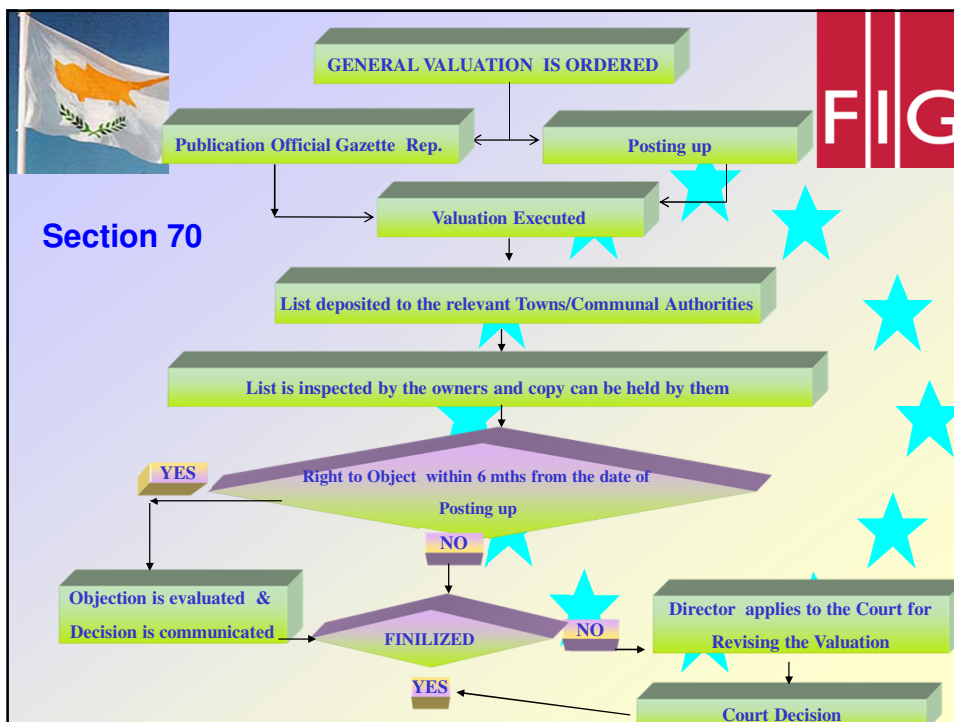 GENERAL VALUATION IS ORDERED
FIG
Publication Official Gazette Rep.
Posting up
Valuation Executed
Section 70
List deposited to the relevant Towns/Communal Authorities
List is inspected by the owners and copy can be held by them
YES
Right to Object within 6 mths from the date of
Posting up
NO
Objection is evaluated &
Decision is communicated
FINILIZED
NO
Director applies to the Court for
Revising the Valuation
YES
Court Decision